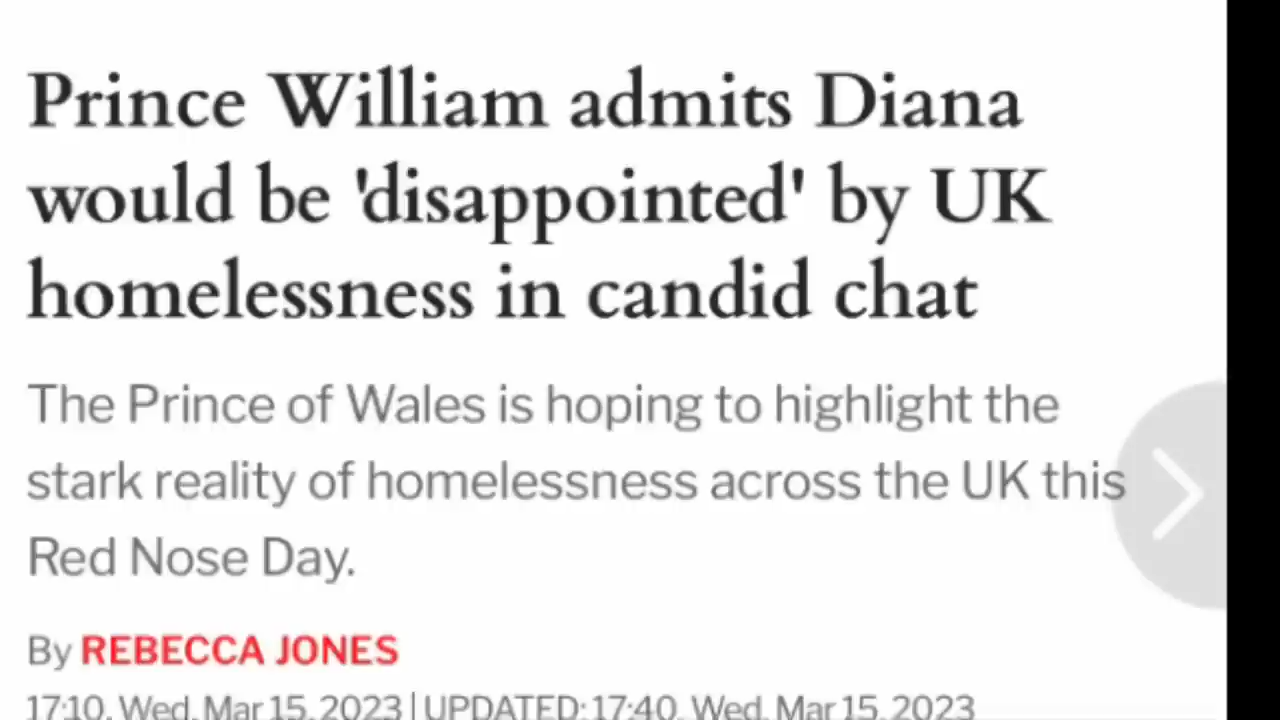 Prince William admits Diana
would be 'disappointed' by UK
homelessness in candid chat
The Prince of Wales is hoping to highlight the
stark reality of homelessness across the UK this
Red Nose Day.
By REBECCA JONES
17:10, Wed, Mar 15, 2023 | UPDATED: 17:40, Wed, Mar 15, 2023